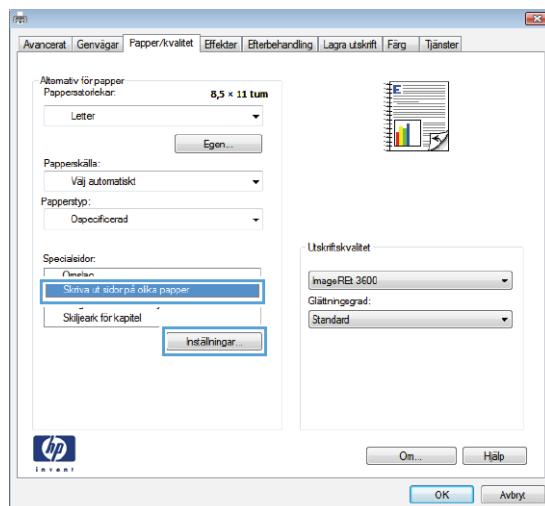 Avancerat Genvägar Papper/kvalitet Effekter Efterbehandling Lagra utskrift Färg Tjänster
Alternativ för papper
Pappersstorlekar: 8,5 × 11 tum
Letter
Egen...
Papperskälla:
Välj automatiskt
Papperstyp:
Ospecificerad
Specialsidor:
Omslag
Skriva ut sidor på olika papper
Skiljeark för kapitel
Inställningar...
Utskriftskvalitet
ImageREt 3600
Glättningsgrad:
Standard
hp
invent
Om... Hjälp
OK Avbryt